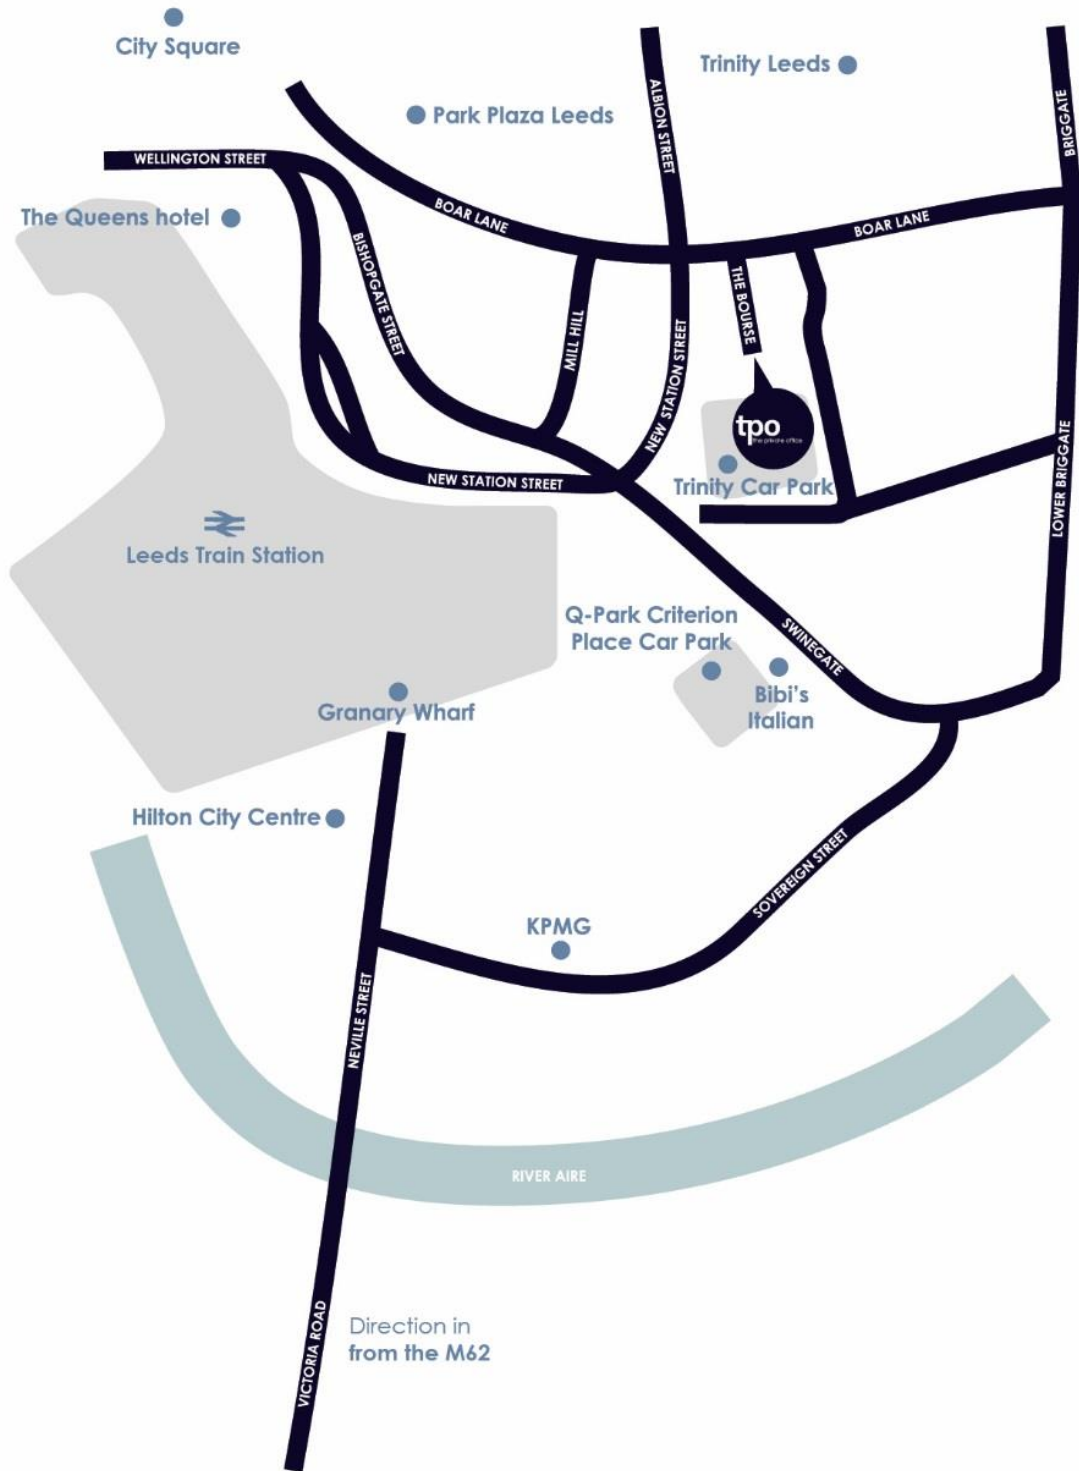 City Square
Trinity Leeds
ALBION STREET
BRIGGATE
Park Plaza Leeds
WELLINGTON STREET
The Queens hotel
BOAR LANE
BOAR LANE
BISHOPGATE STREET
THE BOURSE
MILL HILL
NEW STATION STREET
tpo
the private office
LOWER BRIGGATE
NEW STATION STREET
Trinity Car Park
Leeds Train Station
Q-Park Criterion
Place Car Park
SWINEGATE
Bibi's
Italian
Granary Wharf
Hilton City Centre
SOVEREIGN STREET
KPMG
NEVILLE STREET
RIVER AIRE
VICTORIA ROAD
Direction in
from the M62